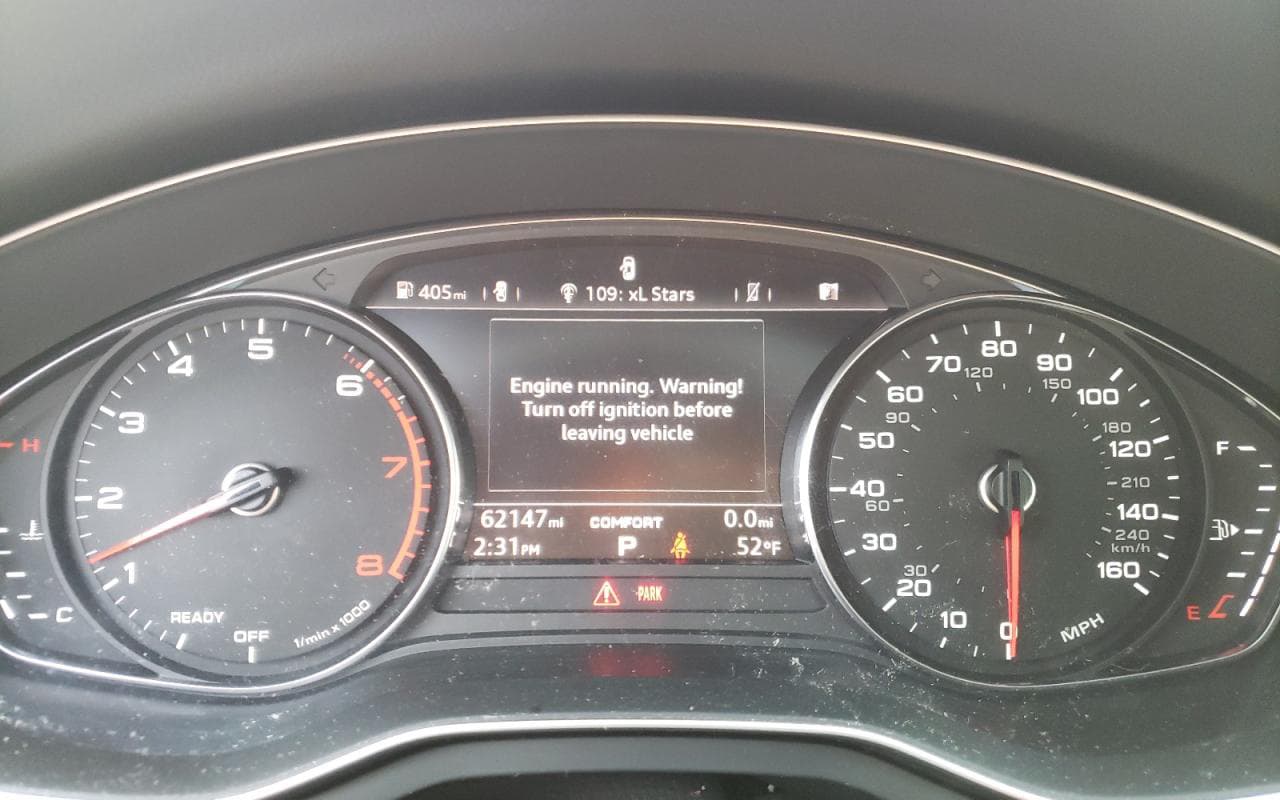 405mi
109: xL Stars
Engine running. Warning!
Turn off ignition before
leaving vehicle
62147mi COMFORT 0.0mi
2:31PM P 52°F
PARK
H
C
1
2
3
4
5
6
7
8
READY
OFF
1/min x 1000
0
10
20
30
40
50
60
70
80
90
100
120
140
160
30
60
90
120
150
180
210
240
km/h
MPH
F
E